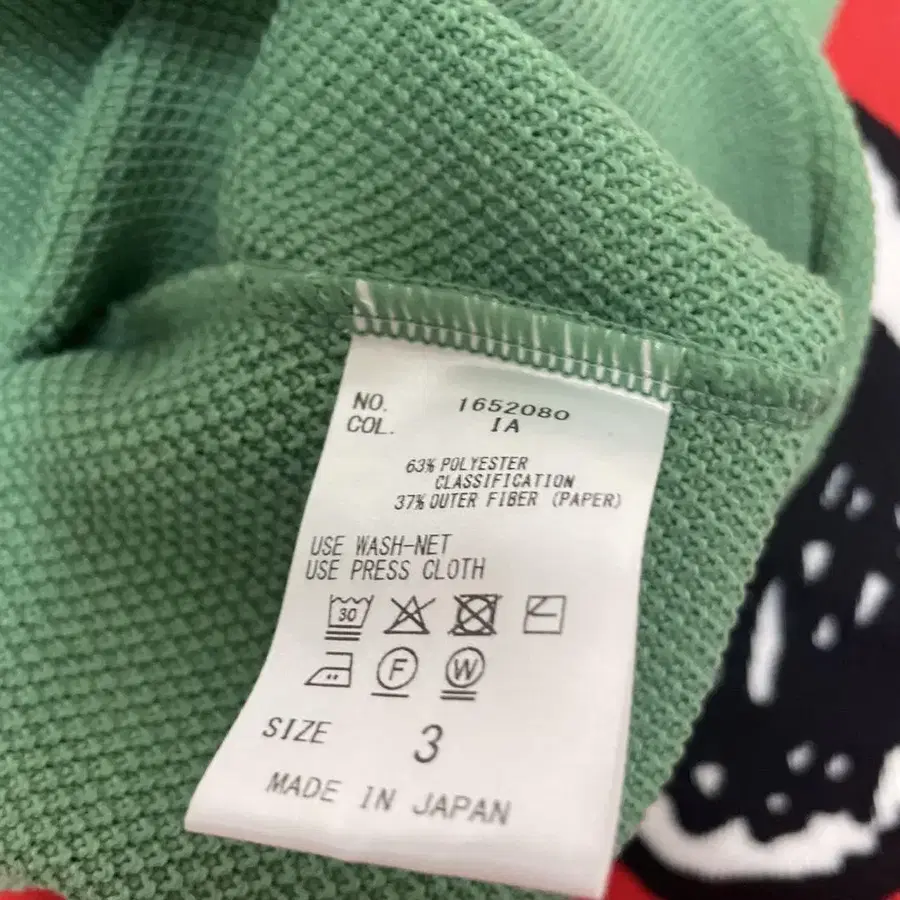 NO. 1652080
COL. IA
63% POLYESTER
CLASSIFICATION
37% OUTER FIBER (PAPER)
USE WASH-NET
USE PRESS CLOTH
30
F W
SIZE 3
MADE IN JAPAN